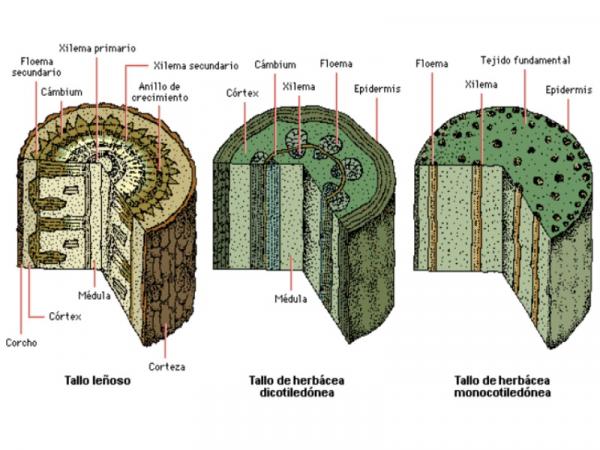 Xilema primario
Floema
secundario
Xilema secundario
Cámbium
Anillo de
crecimiento
Médula
Córtex
Corcho
Corteza
Tallo leñoso
Cámbium
Floema
Xilema
Córtex
Epidermis
Médula
Tallo de herbácea
dicotiledónea
Tejido fundamental
Floema
Xilema
Epidermis
Tallo de herbácea
monocotiledónea